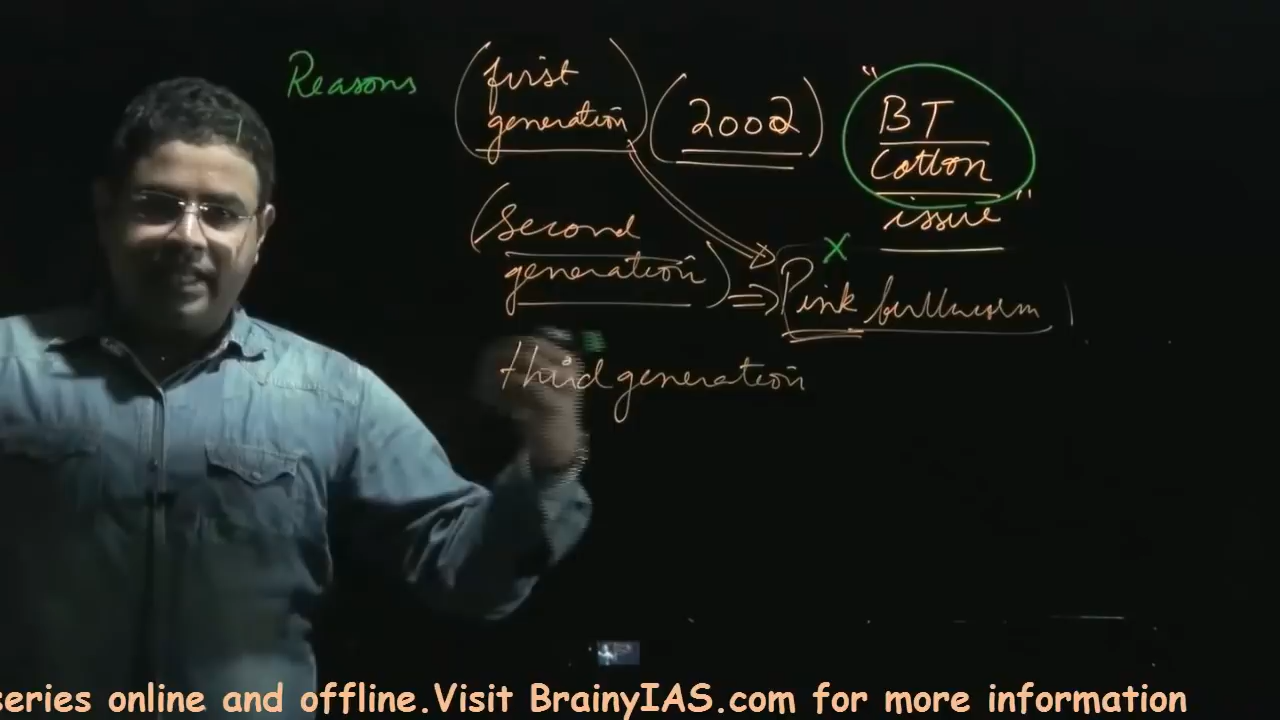 Reasons
(first
generation)
(2002)
"BT
Cotton
issue"
(second
generation)
X
Pink bullworm
third generation
series online and offline.Visit BrainyIAS.com for more information